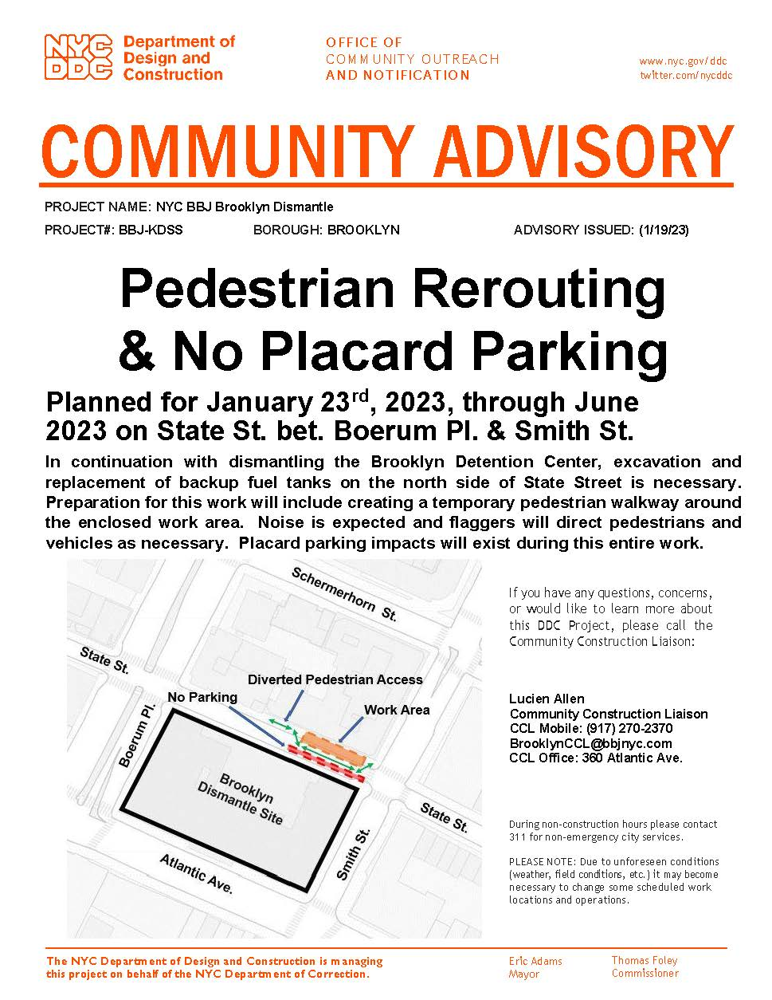 NYC
DDC
Department of
Design and
Construction
OFFICE OF
COMMUNITY OUTREACH
AND NOTIFICATION
www.nyc.gov/ddc
twitter.com/nycddc
COMMUNITY ADVISORY
PROJECT NAME: NYC BBJ Brooklyn Dismantle
PROJECT#: BBJ-KDSS BOROUGH: BROOKLYN ADVISORY ISSUED: (1/19/23)
Pedestrian Rerouting
& No Placard Parking
Planned for January 23rd, 2023, through June
2023 on State St. bet. Boerum Pl. & Smith St.
In continuation with dismantling the Brooklyn Detention Center, excavation and
replacement of backup fuel tanks on the north side of State Street is necessary.
Preparation for this work will include creating a temporary pedestrian walkway around
the enclosed work area. Noise is expected and flaggers will direct pedestrians and
vehicles as necessary. Placard parking impacts will exist during this entire work.
Schermerhorn St.
State St.
Diverted Pedestrian Access
No Parking
Work Area
Boerum Pl.
Brooklyn
Dismantle Site
State St.
Smith St.
Atlantic Ave.
If you have any questions, concerns,
or would like to learn more about
this DDC Project, please call the
Community Construction Liaison:
Lucien Allen
Community Construction Liaison
CCL Mobile: (917) 270-2370
BrooklynCCL@bbjnyc.com
CCL Office: 360 Atlantic Ave.
During non-construction hours please contact
311 for non-emergency city services.
PLEASE NOTE: Due to unforeseen conditions
(weather, field conditions, etc.) it may become
necessary to change some scheduled work
locations and operations.
The NYC Department of Design and Construction is managing
this project on behalf of the NYC Department of Correction.
Eric Adams
Mayor
Thomas Foley
Commissioner